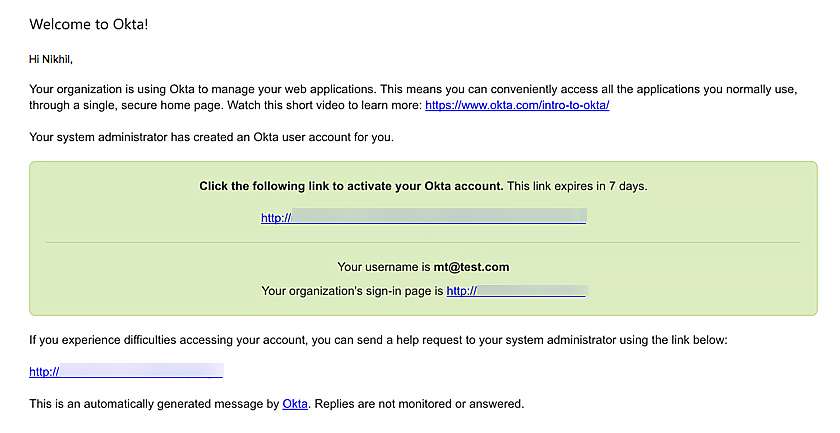 Welcome to Okta!
Hi Nikhil,
Your organization is using Okta to manage your web applications. This means you can conveniently access all the applications you normally use,
through a single, secure home page. Watch this short video to learn more: https://www.okta.com/intro-to-okta/
Your system administrator has created an Okta user account for you.
Click the following link to activate your Okta account. This link expires in 7 days.
http://
Your username is mt@test.com
Your organization's sign-in page is http://
If you experience difficulties accessing your account, you can send a help request to your system administrator using the link below:
http://
This is an automatically generated message by Okta. Replies are not monitored or answered.